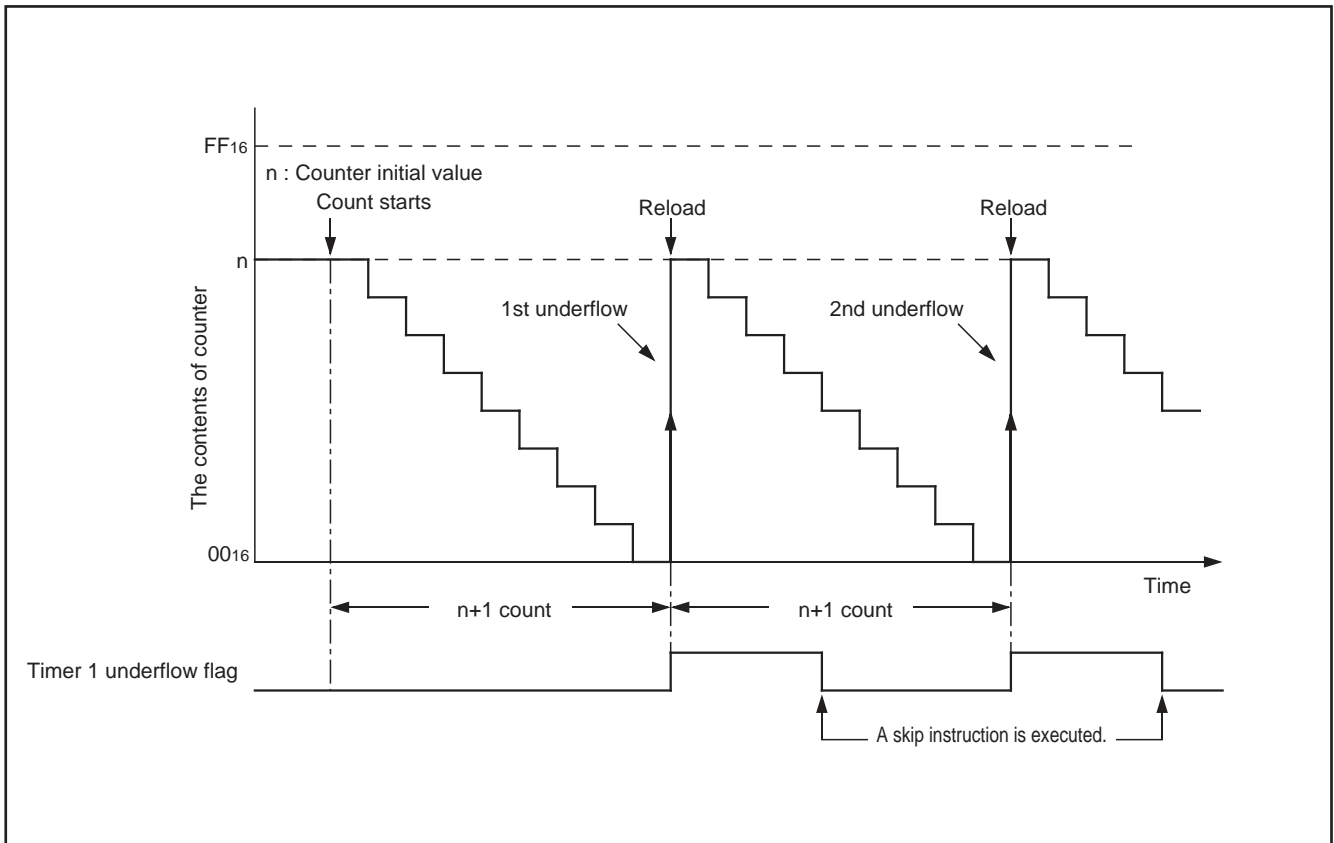 FF16
n : Counter initial value
Count starts
Reload
Reload
n
1st underflow
2nd underflow
The contents of counter
0016
Time
n+1 count
n+1 count
Timer 1 underflow flag
A skip instruction is executed.